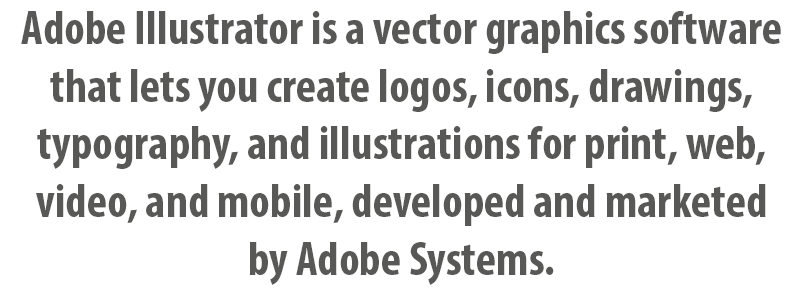 Adobe Illustrator is a vector graphics software
that lets you create logos, icons, drawings,
typography, and illustrations for print, web,
video, and mobile, developed and marketed
by Adobe Systems.